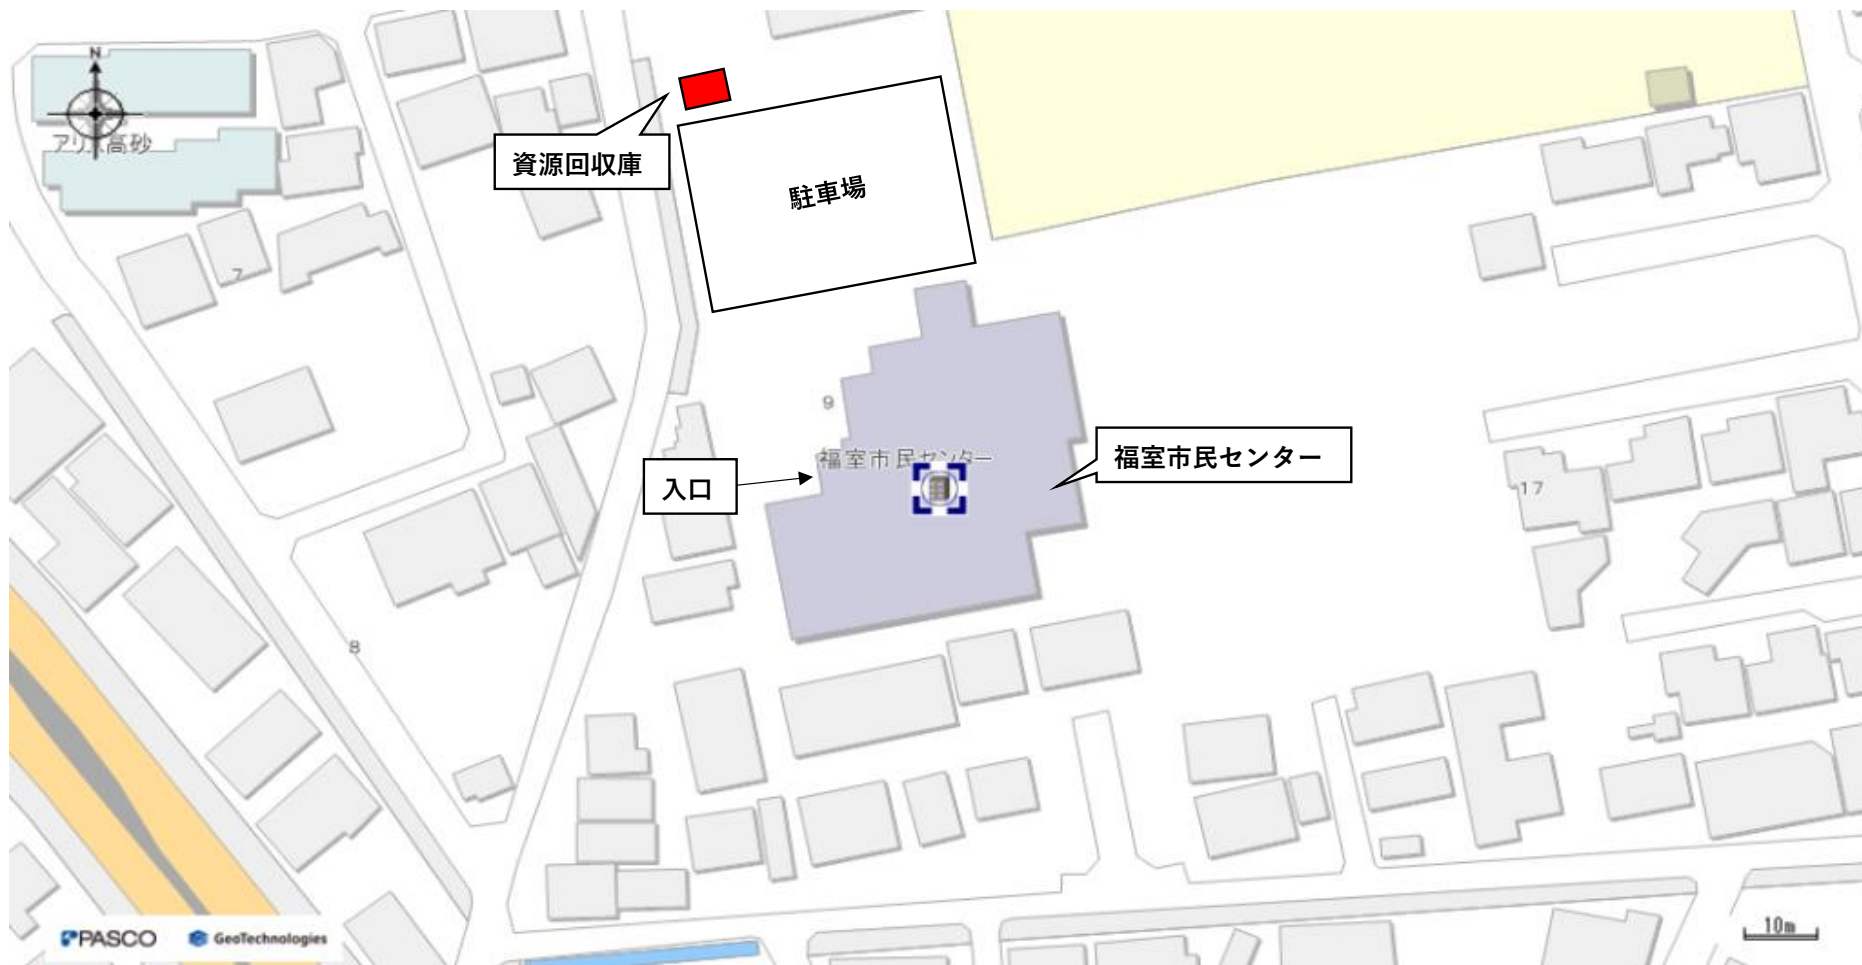 N
アリス高砂
資源回収庫
駐車場
7
9
福室市民センター
福室市民センター
入口
17
8
PASCO
GeoTechnologies
10m